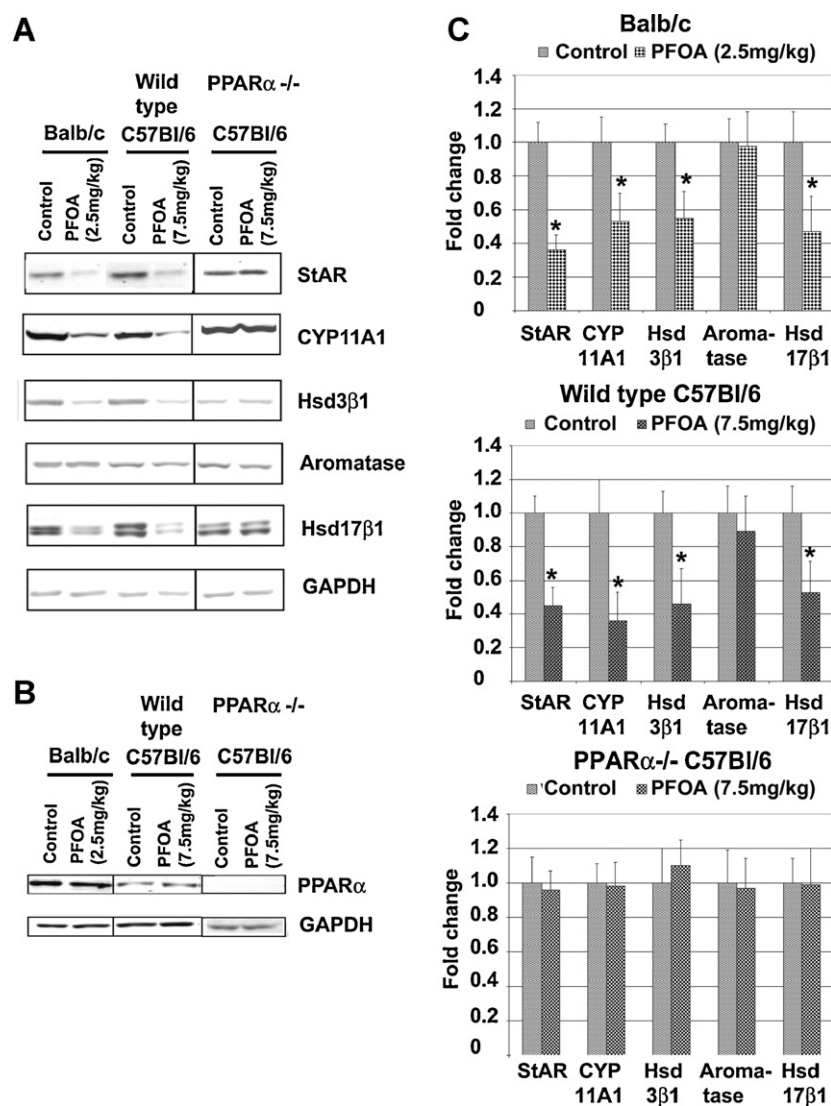 A
Wild
type
PPARα -/-
Balb/c
C57Bl/6
C57Bl/6
Control
PFOA
(2.5mg/kg)
Control
PFOA
(7.5mg/kg)
Control
PFOA
(7.5mg/kg)
StAR
CYP11A1
Hsd3β1
Aromatase
Hsd17β1
GAPDH
B
Wild
type
PPARα -/-
Balb/c
C57Bl/6
C57Bl/6
Control
PFOA
(2.5mg/kg)
Control
PFOA
(7.5mg/kg)
Control
PFOA
(7.5mg/kg)
PPARα
GAPDH
C
Balb/c
Control PFOA (2.5mg/kg)
Fold change
1.4
1.2
1.0
0.8
0.6
0.4
0.2
0
*
*
*
*
StAR CYP Hsd Aroma- Hsd
11A1 3β1 tase 17β1
Wild type C57Bl/6
Control PFOA (7.5mg/kg)
Fold change
1.4
1.2
1.0
0.8
0.6
0.4
0.2
0
*
*
*
*
StAR CYP Hsd Aroma- Hsd
11A1 3β1 tase 17β1
PPARα-/- C57Bl/6
Control PFOA (7.5mg/kg)
Fold change
1.4
1.2
1.0
0.8
0.6
0.4
0.2
0
StAR CYP Hsd Aroma- Hsd
11A1 3β1 tase 17β1